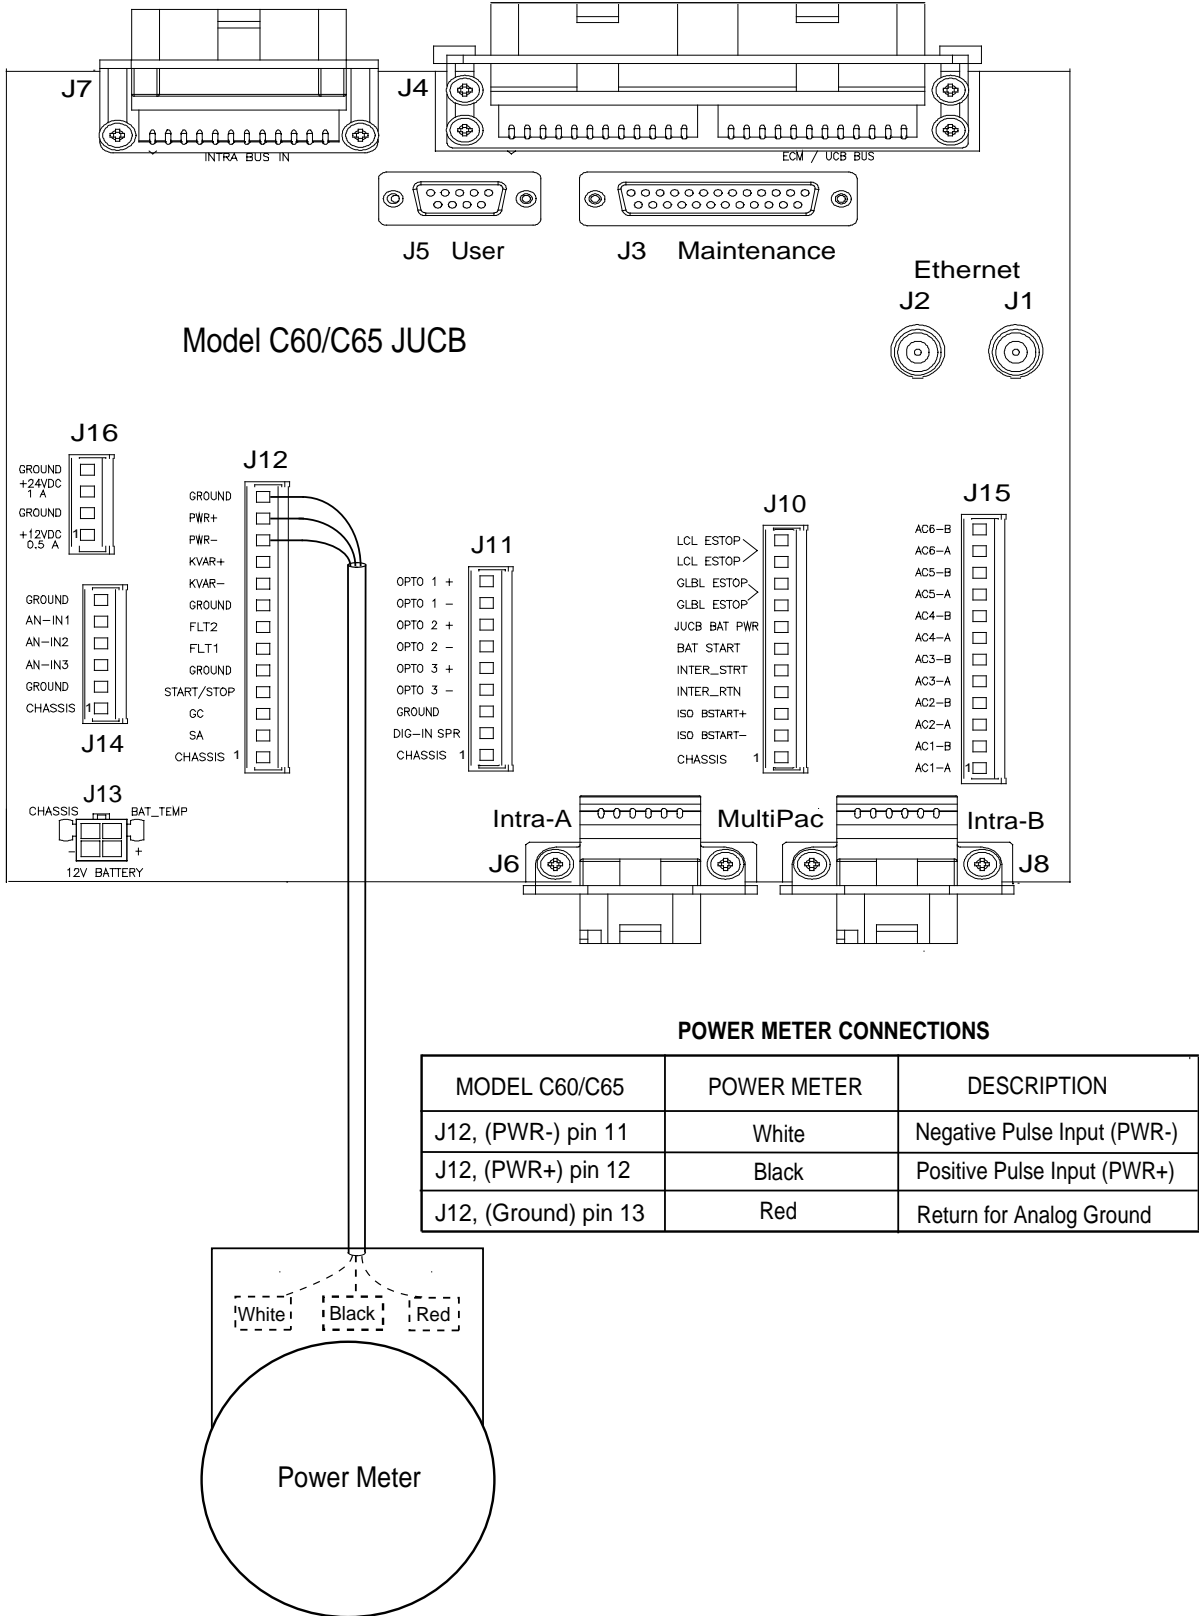 J7
J4
INTRA BUS IN
ECM / UCB BUS
J5 User
J3 Maintenance
Ethernet
J2
J1
Model C60/C65 JUCB
J16
GROUND
+24VDC
1 A
GROUND
+12VDC 1
0.5 A
GROUND
AN-IN1
AN-IN2
AN-IN3
GROUND
CHASSIS 1
J14
J13
CHASSIS
BAT_TEMP
- +
12V BATTERY
J12
GROUND
PWR+
PWR-
KVAR+
KVAR-
GROUND
FLT2
FLT1
GROUND
START/STOP
GC
SA
CHASSIS 1
J11
OPTO 1 +
OPTO 1 -
OPTO 2 +
OPTO 2 -
OPTO 3 +
OPTO 3 -
GROUND
DIG-IN SPR
CHASSIS 1
J10
LCL ESTOP
LCL ESTOP
GLBL ESTOP
GLBL ESTOP
JUCB BAT PWR
BAT START
INTER_STRT
INTER_RTN
ISO BSTART+
ISO BSTART-
CHASSIS 1
J15
AC6-B
AC6-A
AC5-B
AC5-A
AC4-B
AC4-A
AC3-B
AC3-A
AC2-B
AC2-A
AC1-B
AC1-A 1
Intra-A
MultiPac
Intra-B
J6
J8
POWER METER CONNECTIONS
MODEL C60/C65 POWER METER DESCRIPTION
J12, (PWR-) pin 11 White Negative Pulse Input (PWR-)
J12, (PWR+) pin 12 Black Positive Pulse Input (PWR+)
J12, (Ground) pin 13 Red Return for Analog Ground
White Black Red
Power Meter